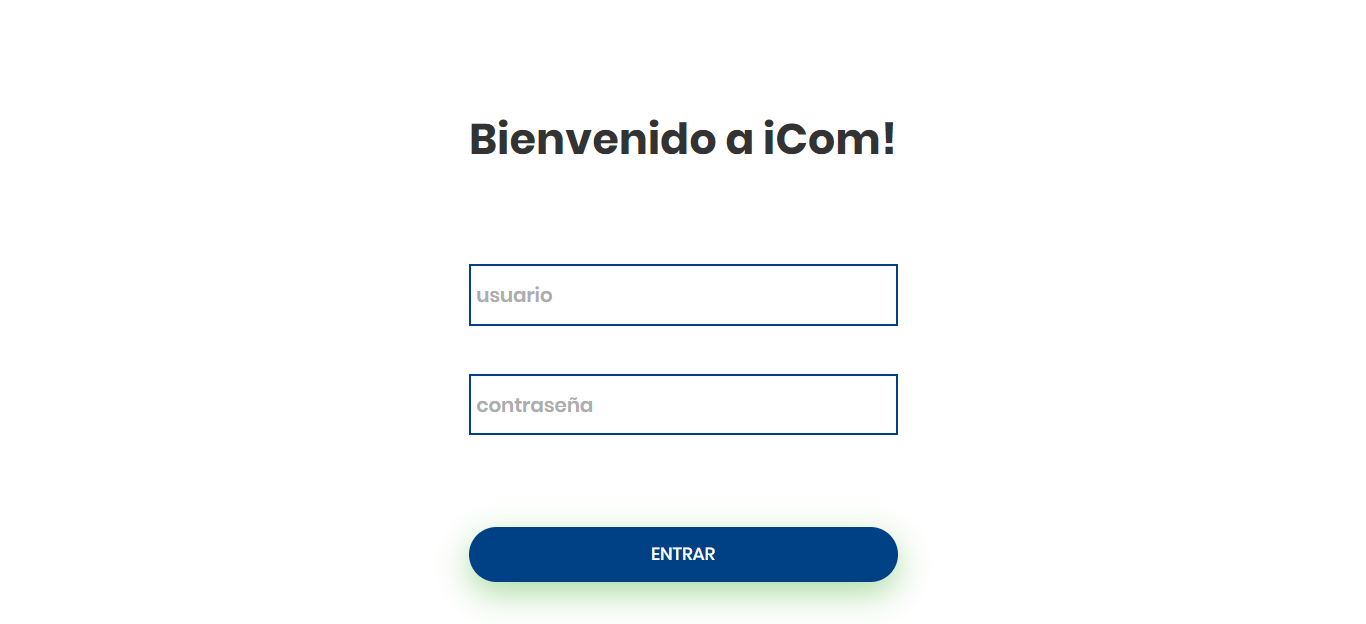 Bienvenido a iCom!
usuario
contraseña
ENTRAR